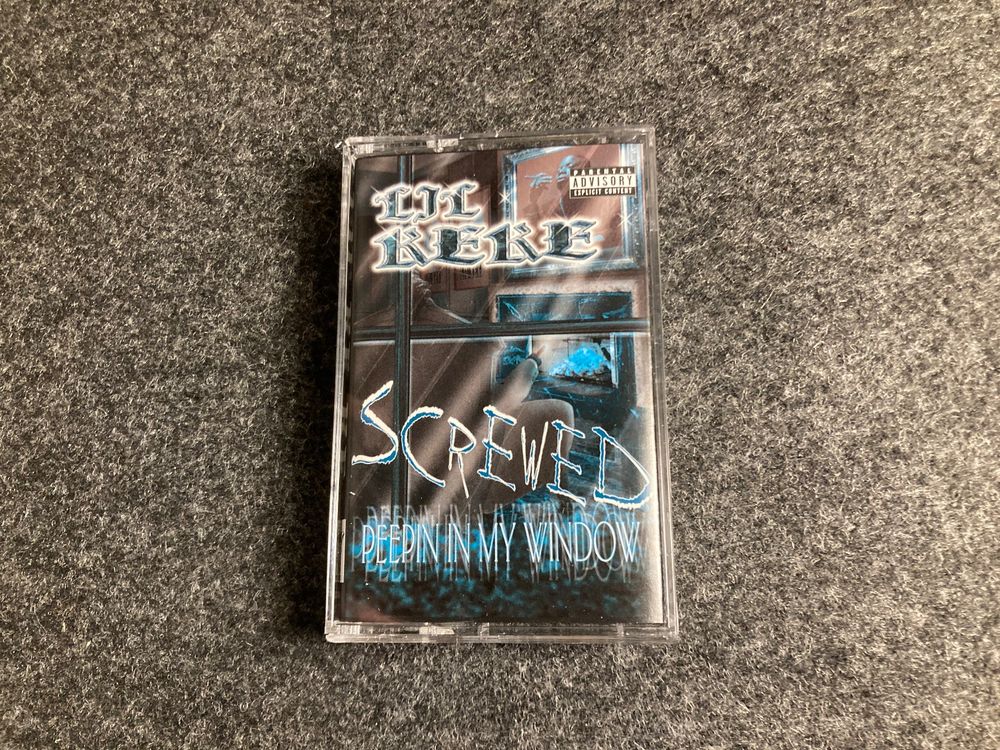 PARENTAL
ADVISORY
EXPLICIT CONTENT
LIL
KEKE
SCREWED
PEEPIN IN MY WINDOW